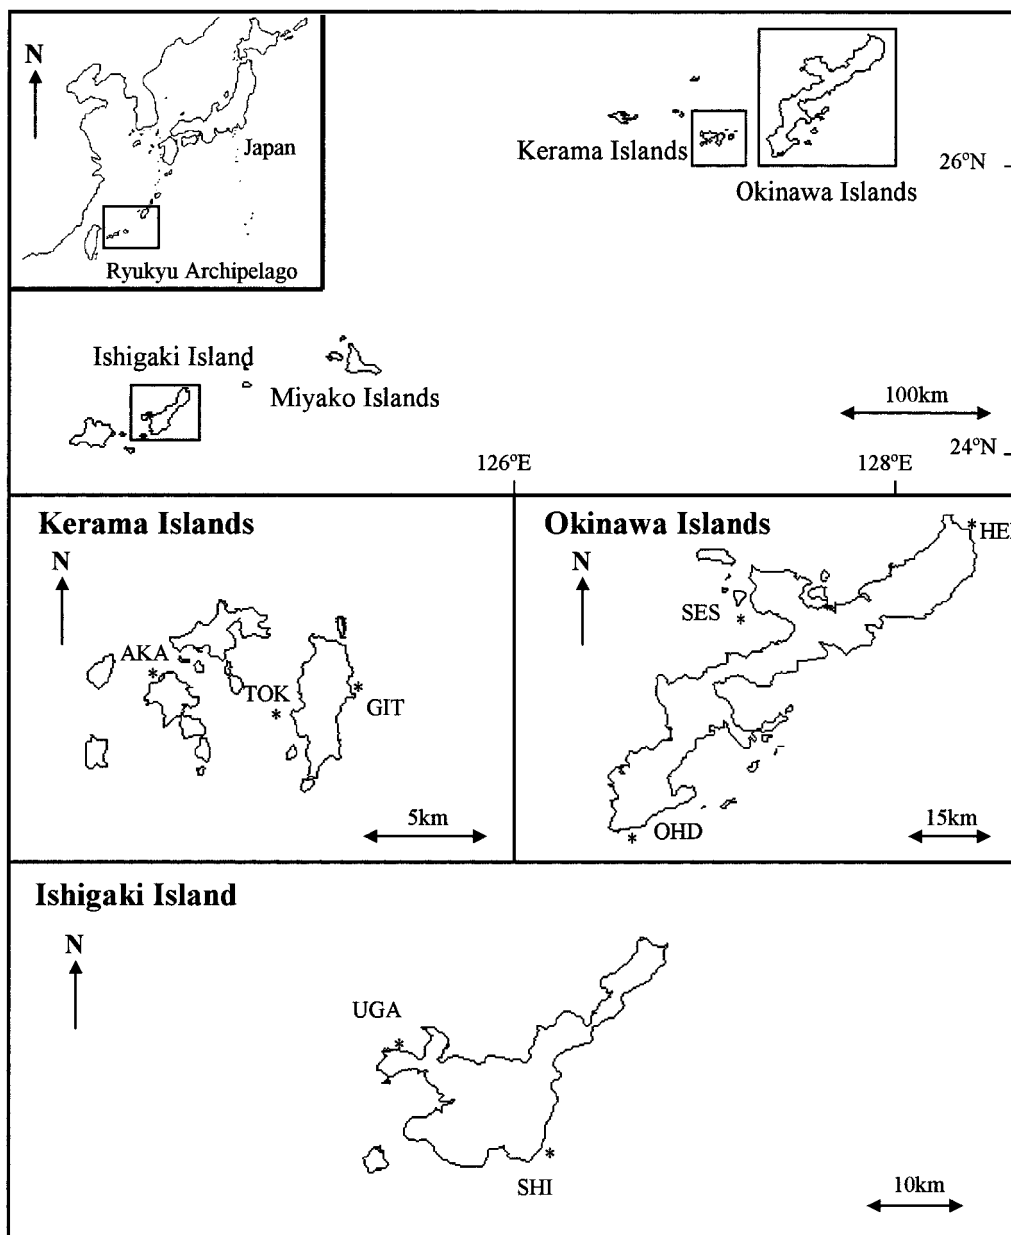 N
Japan
Ryukyu Archipelago
Kerama Islands
Okinawa Islands
26°N
Ishigaki Island
Miyako Islands
100km
126°E
128°E
24°N
Kerama Islands
N
AKA
TOK
GIT
5km
Okinawa Islands
N
SES
OHD
15km
Ishigaki Island
N
UGA
SHI
10km